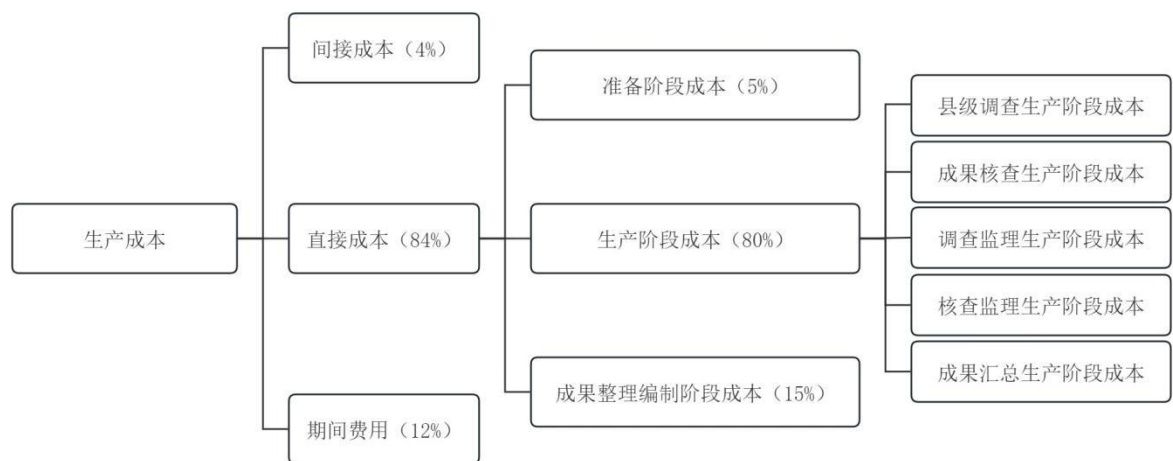 生产成本
间接成本（4%）
直接成本（84%）
期间费用（12%）
准备阶段成本（5%）
生产阶段成本（80%）
成果整理编制阶段成本（15%）
县级调查生产阶段成本
成果核查生产阶段成本
调查监理生产阶段成本
核查监理生产阶段成本
成果汇总生产阶段成本